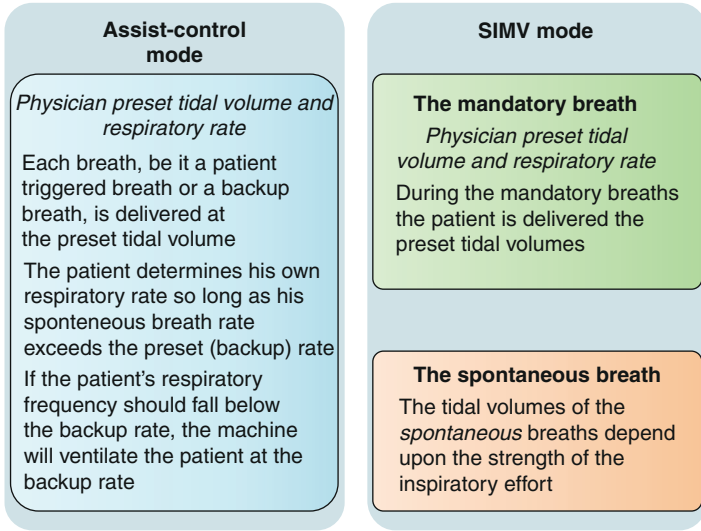 Assist-control
mode
Physician preset tidal volume and
respiratory rate
Each breath, be it a patient
triggered breath or a backup
breath, is delivered at
the preset tidal volume
The patient determines his own
respiratory rate so long as his
sponteneous breath rate
exceeds the preset (backup) rate
If the patient's respiratory
frequency should fall below
the backup rate, the machine
will ventilate the patient at the
backup rate
SIMV mode
The mandatory breath
Physician preset tidal
volume and respiratory rate
During the mandatory breaths
the patient is delivered the
preset tidal volumes
The spontaneous breath
The tidal volumes of the
spontaneous breaths depend
upon the strength of the
inspiratory effort